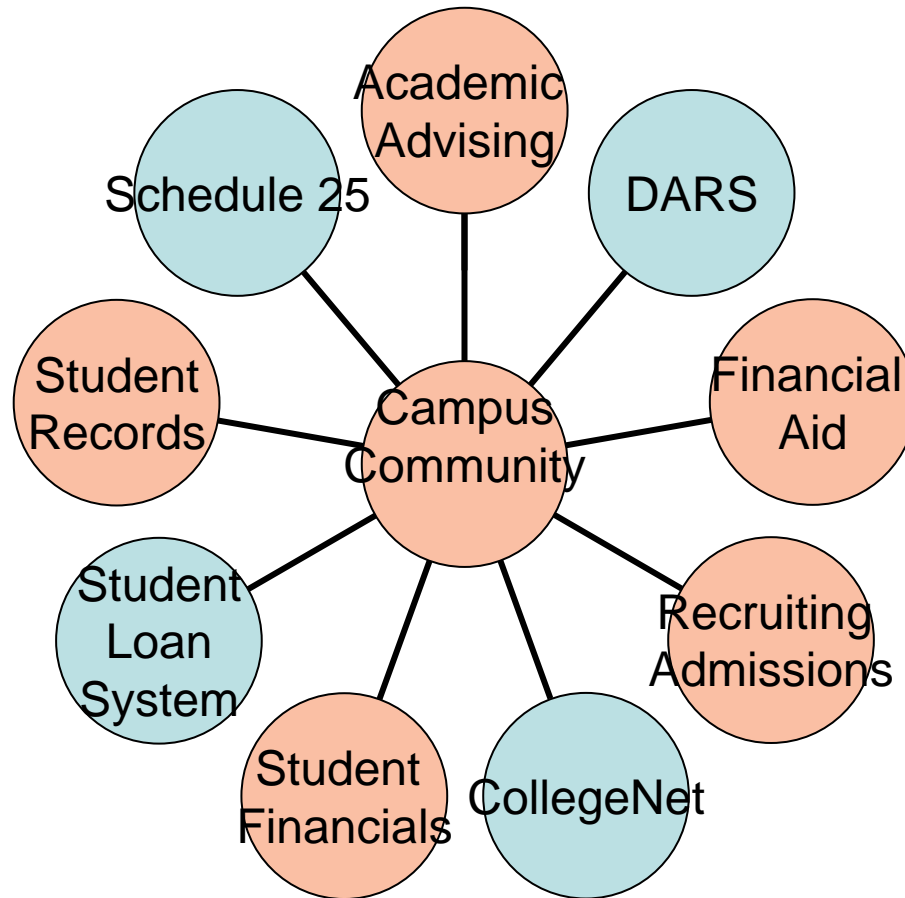 Academic
Advising
Schedule 25
DARS
Student
Records
Financial
Aid
Campus
Community
Student
Loan
System
Recruiting
Admissions
Student
Financials
CollegeNet